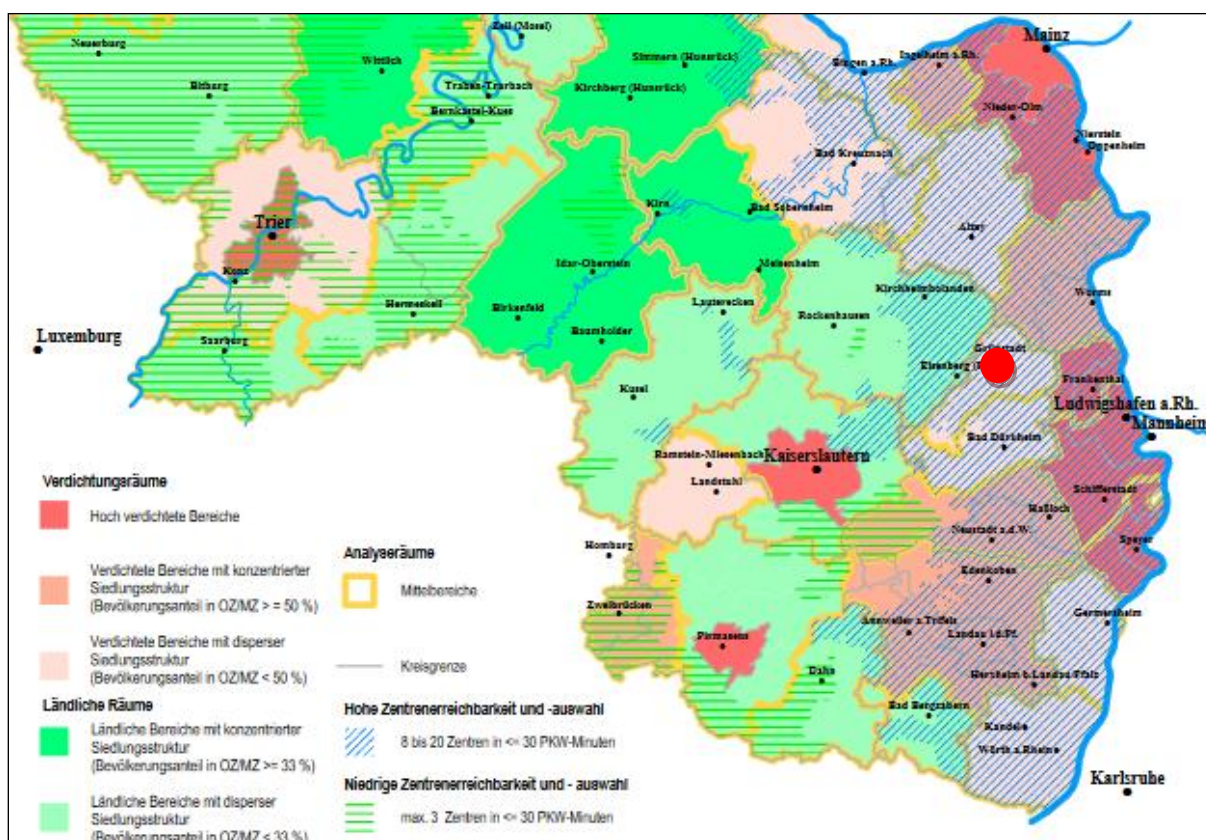 Zell (Mosel)
Mainz
Neuerburg
Wittlich
Simmern (Hunsrück)
Bingen a.Rh.
Ingelheim a.Rh.
Bitburg
Traben-Trarbach
Kirchberg (Hunsrück)
Nieder-Olm
Bernkastel-Kues
Nierstein
Oppenheim
Bad Kreuznach
Trier
Kirn
Bad Sobernheim
Alzey
Konz
Idar-Oberstein
Meisenheim
Hermeskeil
Birkenfeld
Lauterecken
Kirchheimbolanden
Worms
Luxemburg
Baumholder
Rockenhausen
Saarburg
Eisenberg
Kusel
Frankenthal
Ludwigshafen a.Rh.
Mannheim
Bad Dürkheim
Ramstein-Miesenbach
Kaiserslautern
Landstuhl
Schifferstadt
Haßloch
Neustadt a.d.W.
Speyer
Homburg
Edenkoben
Zweibrücken
Annweiler a.Trifels
Germersheim
Pirmasens
Landau i.d.Pf.
Dahn
Herxheim b.Landau/Pfalz
Bad Bergzabern
Kandel
Wörth a.Rhein
Karlsruhe
Verdichtungsräume
Hoch verdichtete Bereiche
Verdichtete Bereiche mit konzentrierter
Siedlungsstruktur
(Bevölkerungsanteil in OZ/MZ > = 50 %)
Verdichtete Bereiche mit disperser
Siedlungsstruktur
(Bevölkerungsanteil in OZ/MZ < 50 %)
Ländliche Räume
Ländliche Bereiche mit konzentrierter
Siedlungsstruktur
(Bevölkerungsanteil in OZ/MZ >= 33 %)
Ländliche Bereiche mit disperser
Siedlungsstruktur
(Bevölkerungsanteil in OZ/MZ < 33 %)
Analyseräume
Mittelbereiche
Kreisgrenze
Hohe Zentrenerreichbarkeit und -auswahl
8 bis 20 Zentren in <= 30 PKW-Minuten
Niedrige Zentrenerreichbarkeit und - auswahl
max. 3 Zentren in <= 30 PKW-Minuten